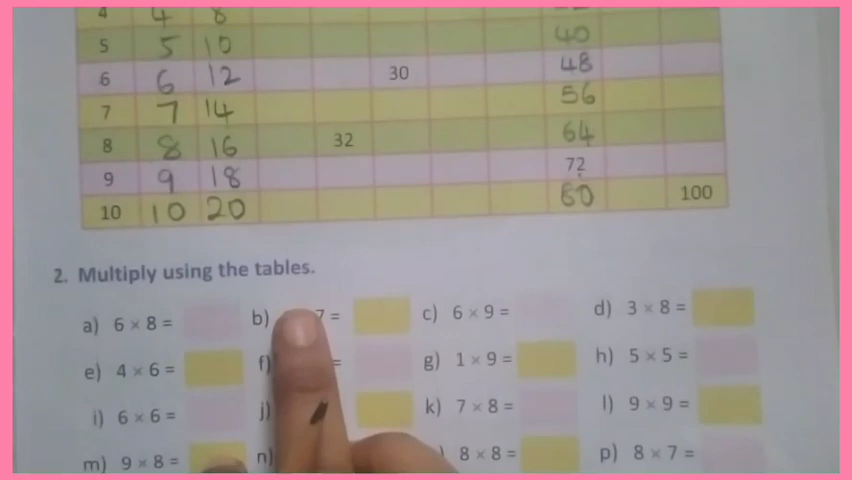 4 4 8
5 5 10 40
6 6 12 30 48
7 7 14 56
8 8 16 32 64
9 9 18 72
10 10 20 80 100
2. Multiply using the tables.
a) 6 × 8 = b) 7 = c) 6 × 9 = d) 3 × 8 =
e) 4 × 6 = f) = g) 1 × 9 = h) 5 × 5 =
i) 6 × 6 = j) k) 7 × 8 = l) 9 × 9 =
m) 9 × 8 = n) ) 8 × 8 = p) 8 × 7 =